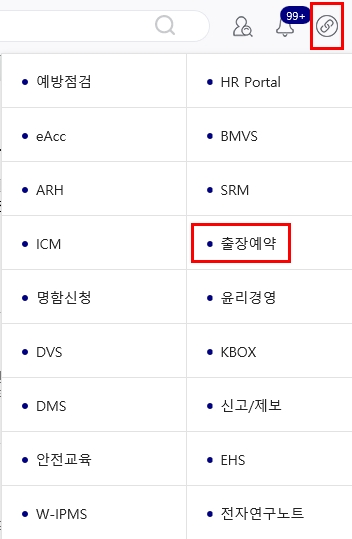 99+
예방점검
HR Portal
eAcc
BMVS
ARH
SRM
ICM
출장예약
명함신청
윤리경영
DVS
KBOX
DMS
신고/제보
안전교육
EHS
W-IPMS
전자연구노트